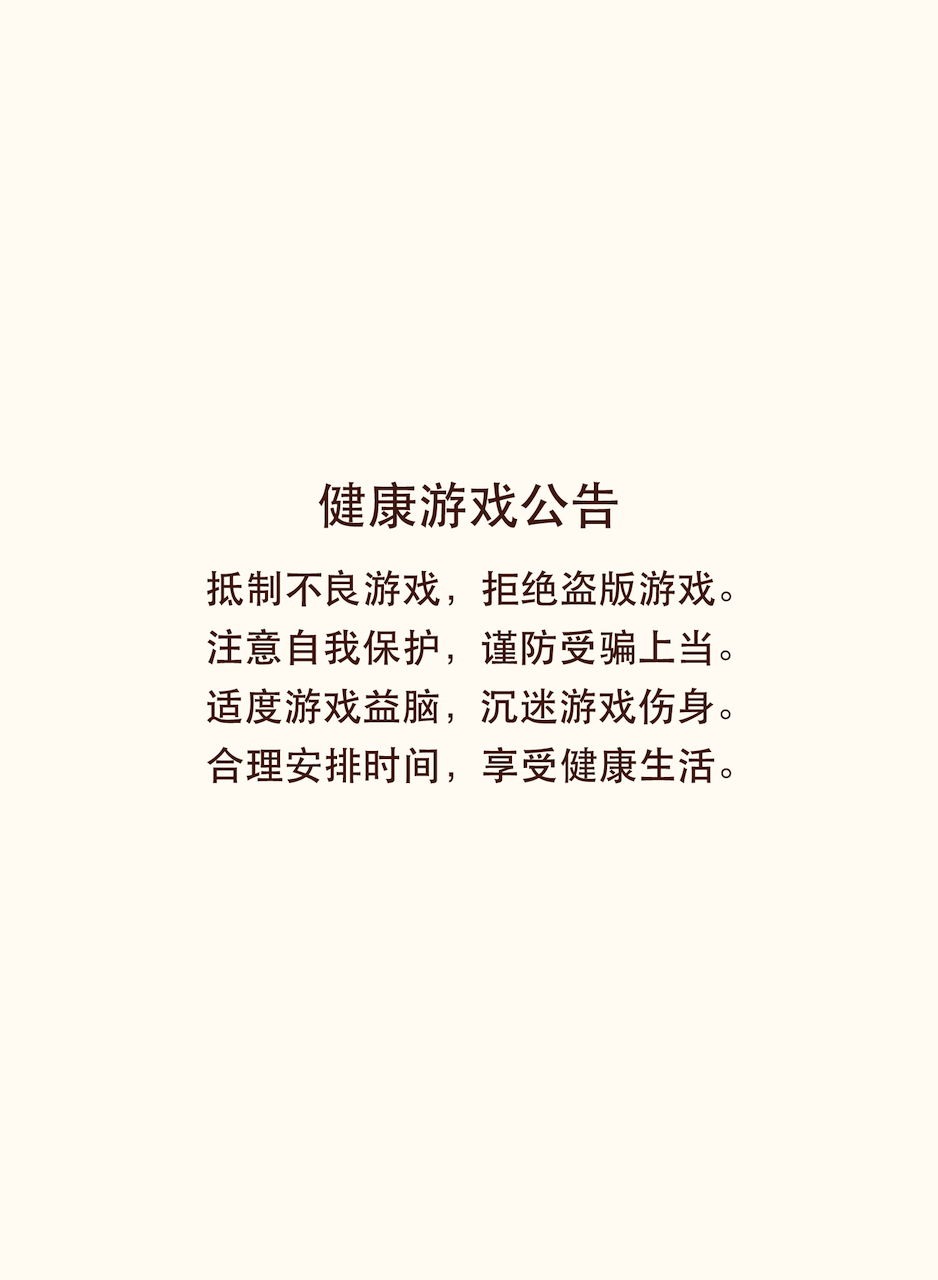 健康游戏公告
抵制不良游戏，拒绝盗版游戏。
注意自我保护，谨防受骗上当。
适度游戏益脑，沉迷游戏伤身。
合理安排时间，享受健康生活。